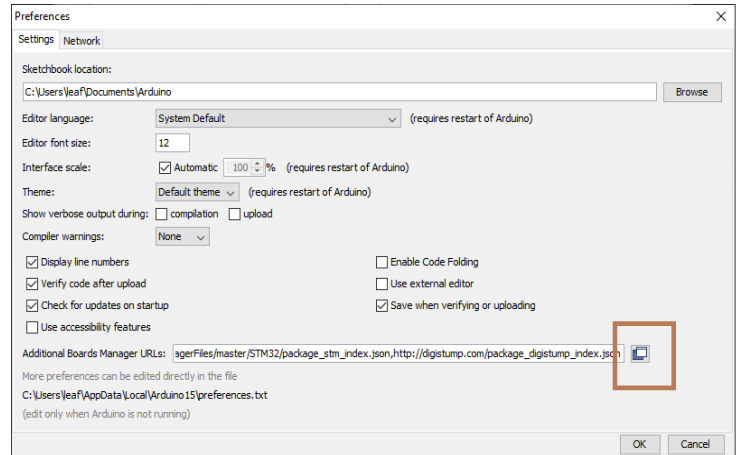 Preferences
Settings Network
Sketchbook location:
C:\Users\leaf\Documents\Arduino Browse
Editor language: System Default (requires restart of Arduino)
Editor font size: 12
Interface scale: Automatic 100 % (requires restart of Arduino)
Theme: Default theme (requires restart of Arduino)
Show verbose output during: compilation upload
Compiler warnings: None
Display line numbers Enable Code Folding
Verify code after upload Use external editor
Check for updates on startup Save when verifying or uploading
Use accessibility features
Additional Boards Manager URLs: agerFiles/master/STM32/package_stm_index.json,http://digistump.com/package_digistump_index.json
More preferences can be edited directly in the file
C:\Users\leaf\AppData\Local\Arduino15\preferences.txt
(edit only when Arduino is not running)
OK Cancel